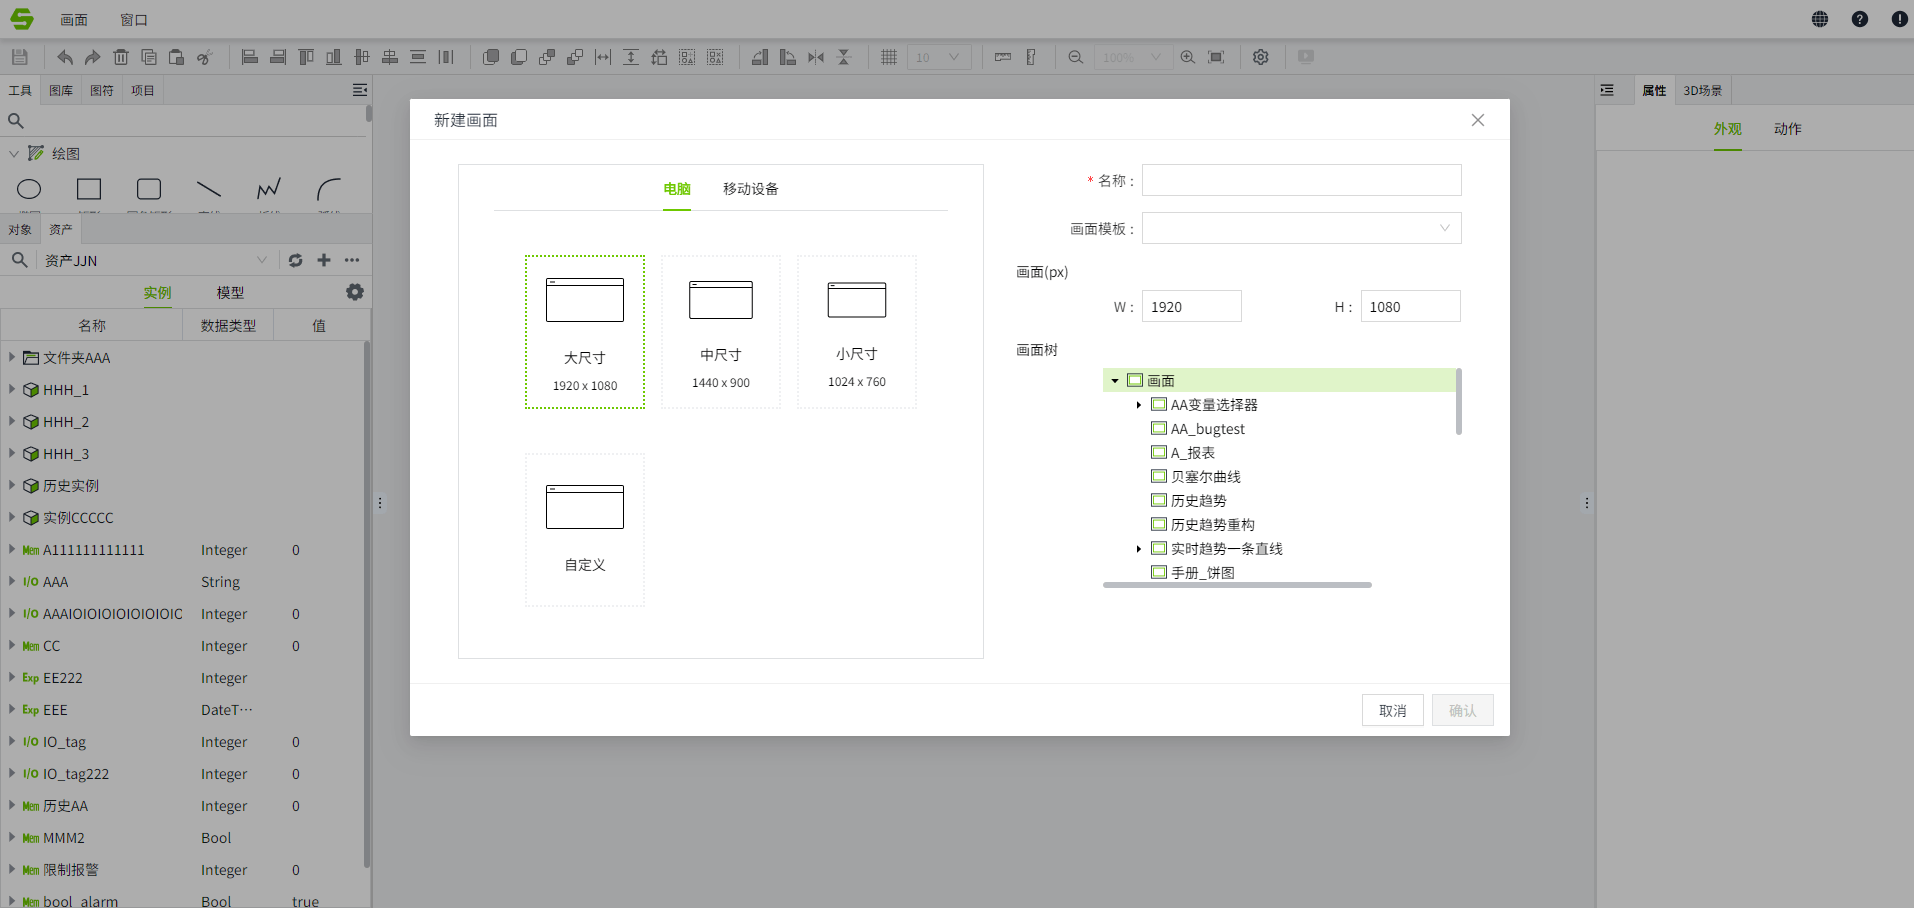 画面 窗口
10 100%
工具 图库 图符 项目
绘图
对象 资产
资产JJN
实例 模型
名称 数据类型 值
文件夹AAA
HHH_1
HHH_2
HHH_3
历史实例
实例CCCCC
Mem A111111111111 Integer 0
I/O AAA String
I/O AAAIOIOIOIOIOIOIOIC Integer 0
Mem CC Integer 0
Exp EE222 Integer
Exp EEE DateT···
I/O IO_tag Integer 0
I/O IO_tag222 Integer 0
Mem 历史AA Integer 0
Mem MMM2 Bool
Mem 限制报警 Integer 0
Mem bool_alarm Bool true
新建画面
电脑 移动设备
大尺寸
1920 x 1080
中尺寸
1440 x 900
小尺寸
1024 x 760
自定义
* 名称 :
画面模板 :
画面(px)
W : 1920 H : 1080
画面树
画面
AA变量选择器
AA_bugtest
A_报表
贝塞尔曲线
历史趋势
历史趋势重构
实时趋势一条直线
手册_饼图
取消 确认
属性 3D场景
外观 动作